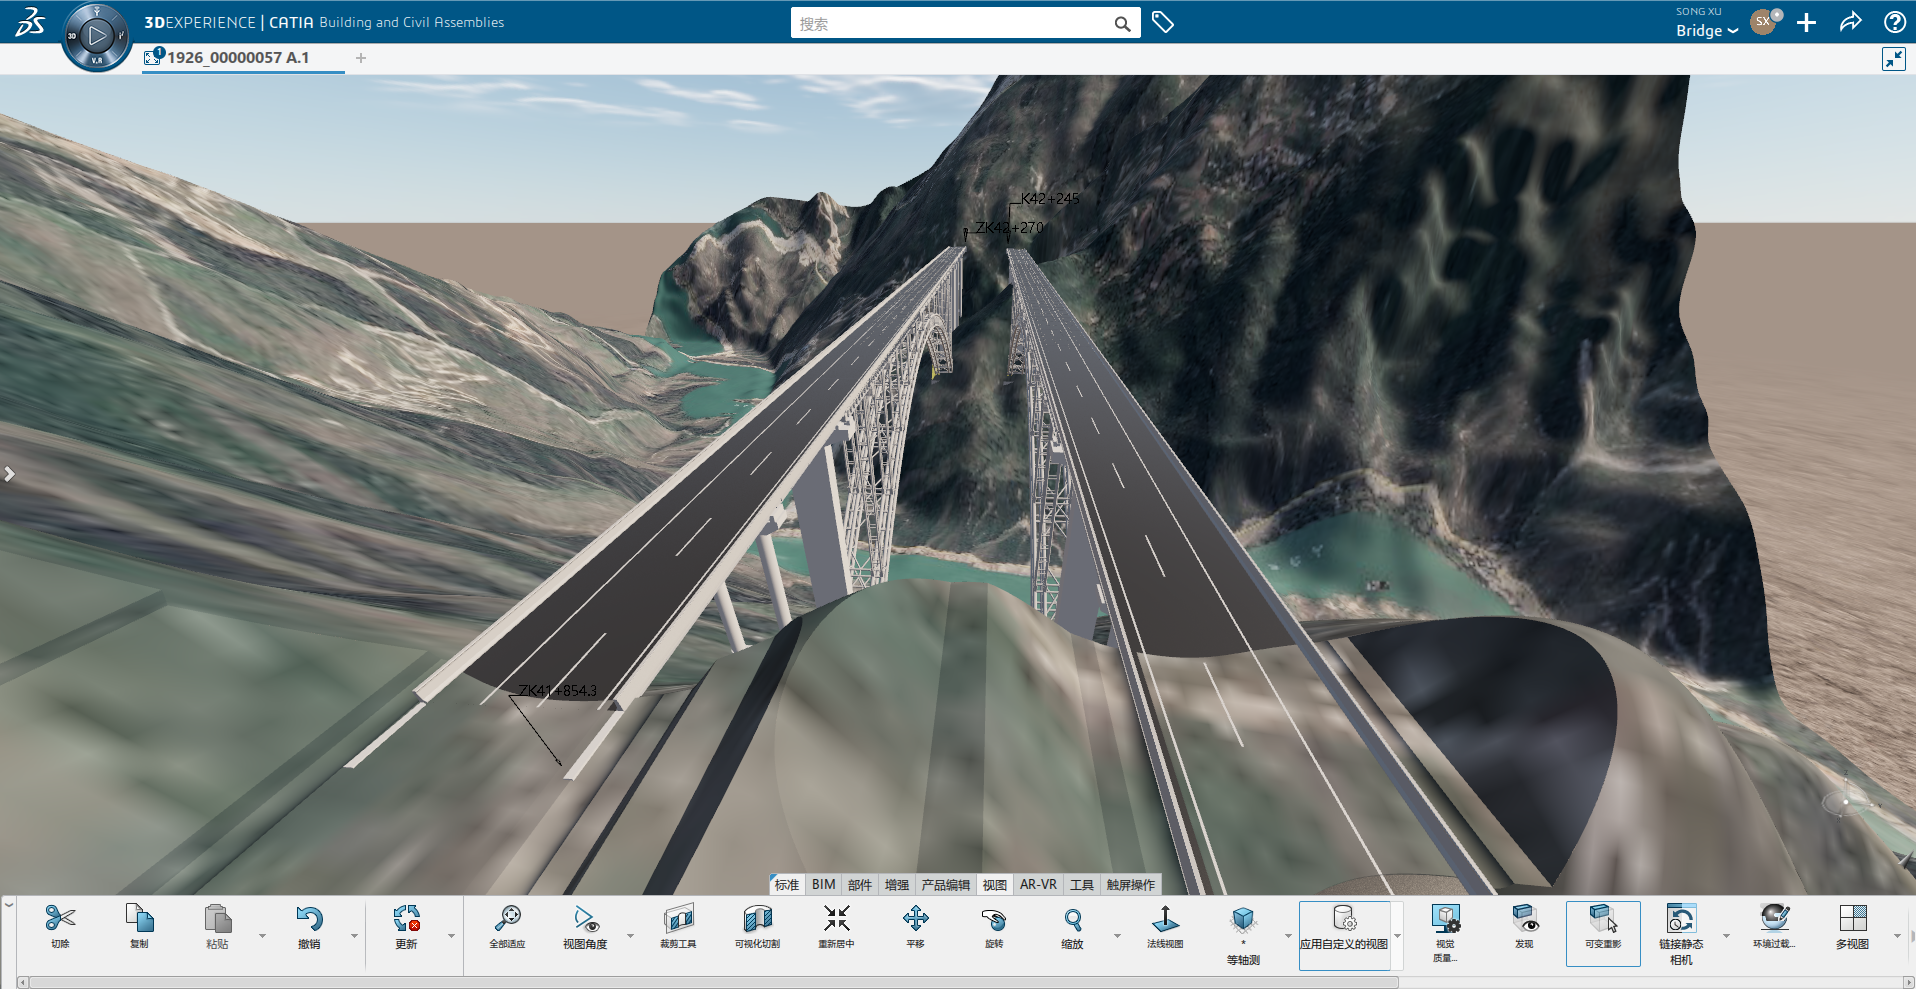 3DEXPERIENCE | CATIA Building and Civil Assemblies
搜索
SONG XU
Bridge
SX
3D
V.R
1
1926_00000057 A.1
K42+245
ZK42+270
ZK41+854.3
标准 BIM 部件 增强 产品编辑 视图 AR-VR 工具 触屏操作
切除 复制 粘贴 撤销 更新 全部适应 视图角度 裁剪工具 可视化切割 重新居中 平移 旋转 缩放 法线视图 * 等轴测 应用自定义的视图 视觉质量... 发现 可变重影 链接静态相机 环境过载... 多视图